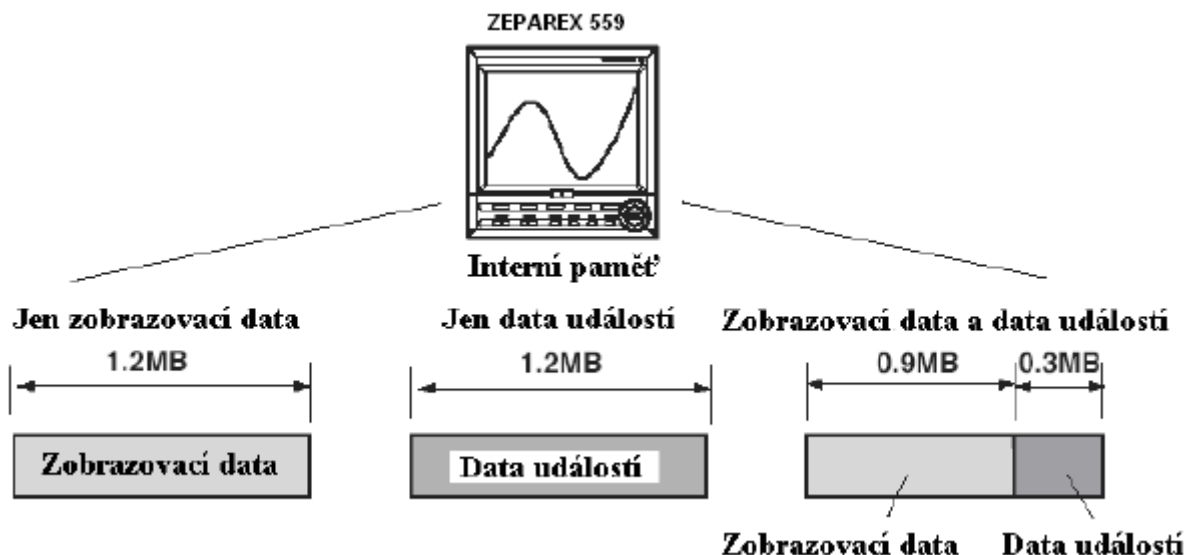 ZEPAREX 559
Interní paměť
Jen zobrazovací data
Jen data událostí
Zobrazovací data a data událostí
1.2MB
1.2MB
0.9MB
0.3MB
Zobrazovací data
Data událostí
Zobrazovací data
Data událostí